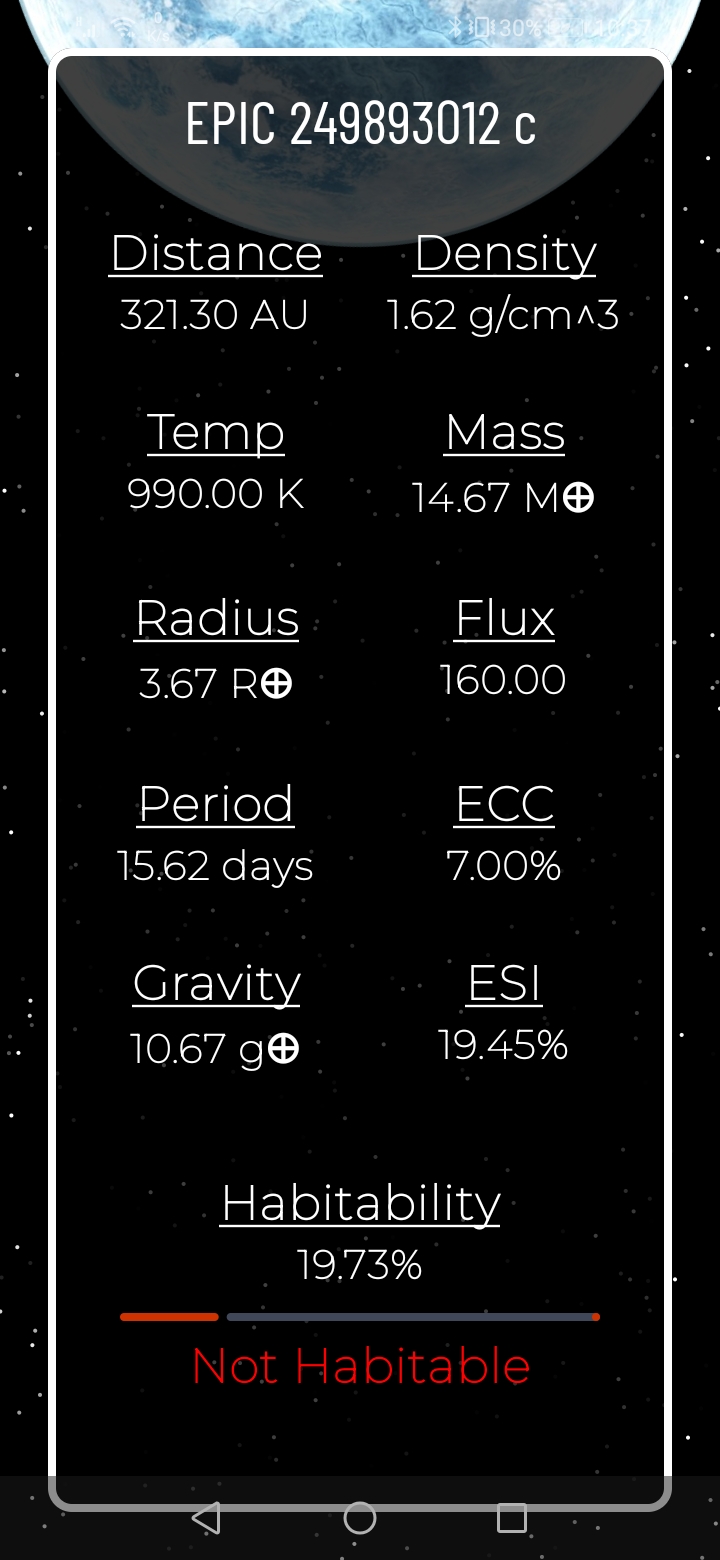 30%
EPIC 249893012 c
Distance
321.30 AU
Density
1.62 g/cm^3
Temp
990.00 K
Mass
14.67 M⊕
Radius
3.67 R⊕
Flux
160.00
Period
15.62 days
ECC
7.00%
Gravity
10.67 g⊕
ESI
19.45%
Habitability
19.73%
Not Habitable